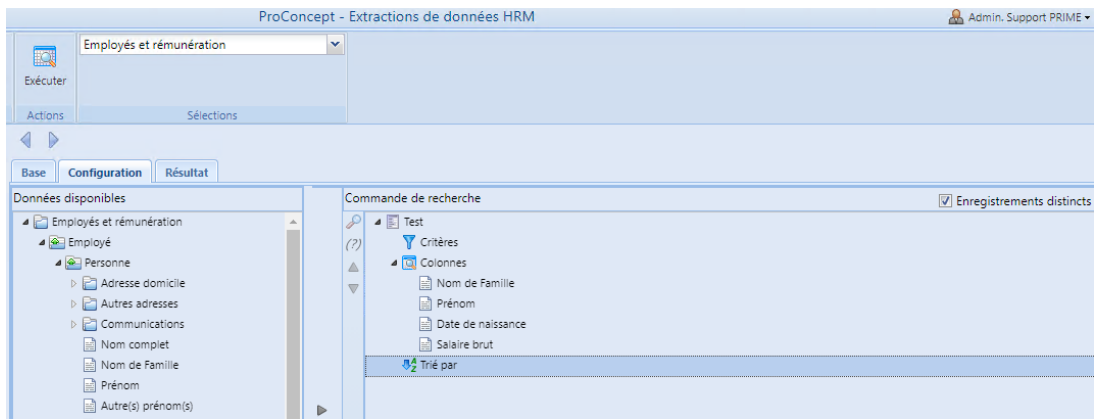 ProConcept - Extractions de données HRM
Admin. Support PRIME
Employés et rémunération
Exécuter
Actions
Sélections
Base
Configuration
Résultat
Données disponibles
Employés et rémunération
Employé
Personne
Adresse domicile
Autres adresses
Communications
Nom complet
Nom de Famille
Prénom
Autre(s) prénom(s)
Commande de recherche
Enregistrements distincts
(?)
Test
Critères
Colonnes
Nom de Famille
Prénom
Date de naissance
Salaire brut
Trié par